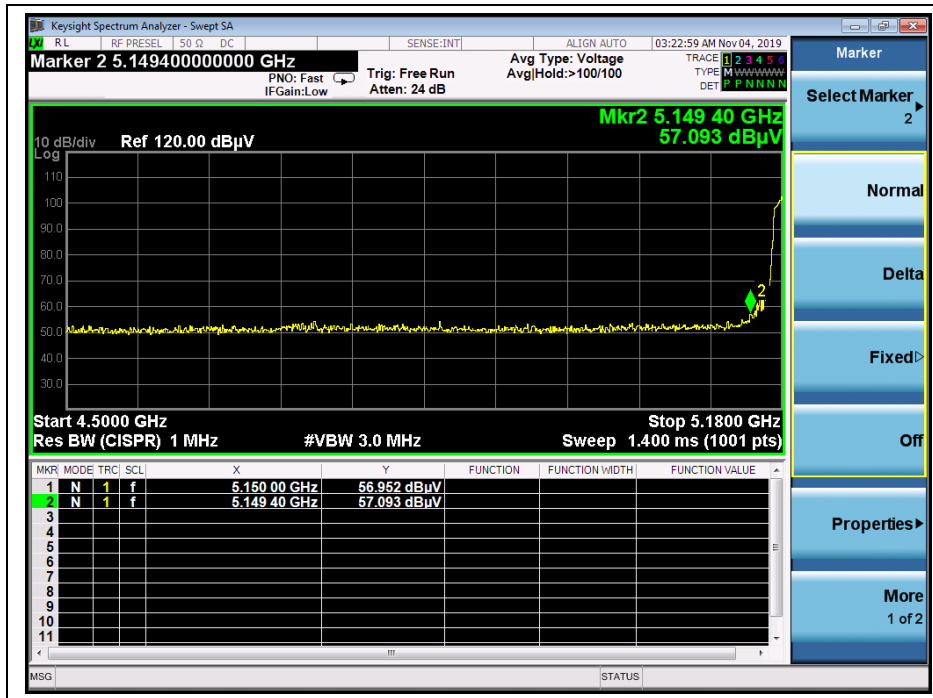 Keysight Spectrum Analyzer - Swept SA
LXI RL RF PRESEL 50 Ω DC SENSE:INT ALIGN AUTO 03:22:59 AM Nov 04, 2019
Marker 2 5.149400000000 GHz
PNO: Fast
IFGain:Low
Trig: Free Run
Atten: 24 dB
Avg Type: Voltage
Avg|Hold:>100/100
TRACE 1 2 3 4 5 6
TYPE M WWWWW
DET P P N N N N
Mkr2 5.149 40 GHz
57.093 dBµV
10 dB/div Ref 120.00 dBµV
Log
110
100
90.0
80.0
70.0
60.0
50.0
40.0
30.0
2
Start 4.5000 GHz Stop 5.1800 GHz
Res BW (CISPR) 1 MHz #VBW 3.0 MHz Sweep 1.400 ms (1001 pts)
MKR MODE TRC SCL X Y FUNCTION FUNCTION WIDTH FUNCTION VALUE
1 N 1 f 5.150 00 GHz 56.952 dBµV
2 N 1 f 5.149 40 GHz 57.093 dBµV
3
4
5
6
7
8
9
10
11
MSG STATUS
Marker
Select Marker
2
Normal
Delta
Fixed
Off
Properties
More
1 of 2